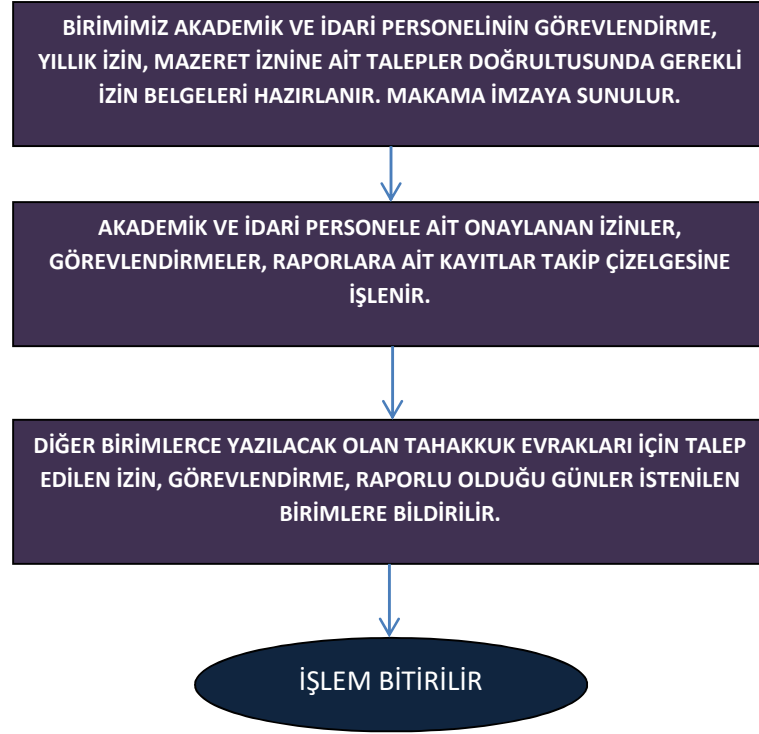 BİRİMİMİZ AKADEMİK VE İDARİ PERSONELİNİN GÖREVLENDİRME,
YILLIK İZİN, MAZERET İZNİNE AİT TALEPLER DOĞRULTUSUNDA GEREKLİ
İZİN BELGELERİ HAZIRLANIR. MAKAMA İMZAYA SUNULUR.
AKADEMİK VE İDARİ PERSONELE AİT ONAYLANAN İZİNLER,
GÖREVLENDİRMELER, RAPORLARA AİT KAYITLAR TAKİP ÇİZELGESİNE
İŞLENİR.
DİĞER BİRİMLERCE YAZILACAK OLAN TAHAKKUK EVRAKLARI İÇİN TALEP
EDİLEN İZİN, GÖREVLENDİRME, RAPORLU OLDUĞU GÜNLER İSTENİLEN
BİRİMLERE BİLDİRİLİR.
İŞLEM BİTİRİLİR